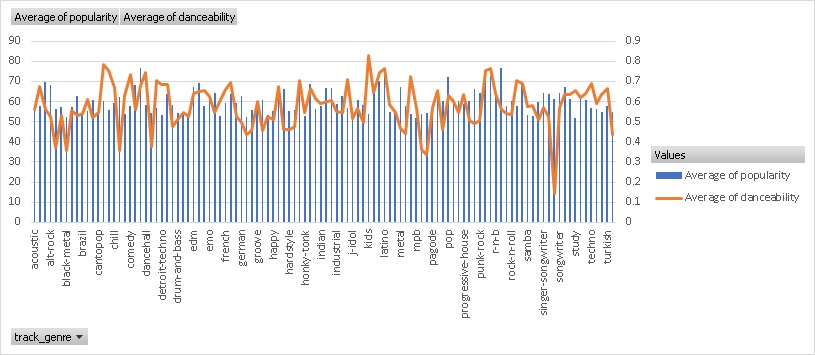 Average of popularity Average of danceability
90 0.9
80 0.8
70 0.7
60 0.6
50 0.5
40 0.4
30 0.3
20 0.2
10 0.1
0 0
Values
Average of popularity
Average of danceability
acoustic
alt-rock
black-metal
brazil
cantopop
chill
comedy
dancehall
detroit-techno
drum-and-bass
edm
emo
french
german
groove
happy
hardstyle
honky-tonk
indian
industrial
j-idol
kids
latino
metal
mpb
pagode
pop
progressive-house
punk-rock
r-n-b
rock-n-roll
samba
singer-songwriter
songwriter
study
techno
turkish
track_genre